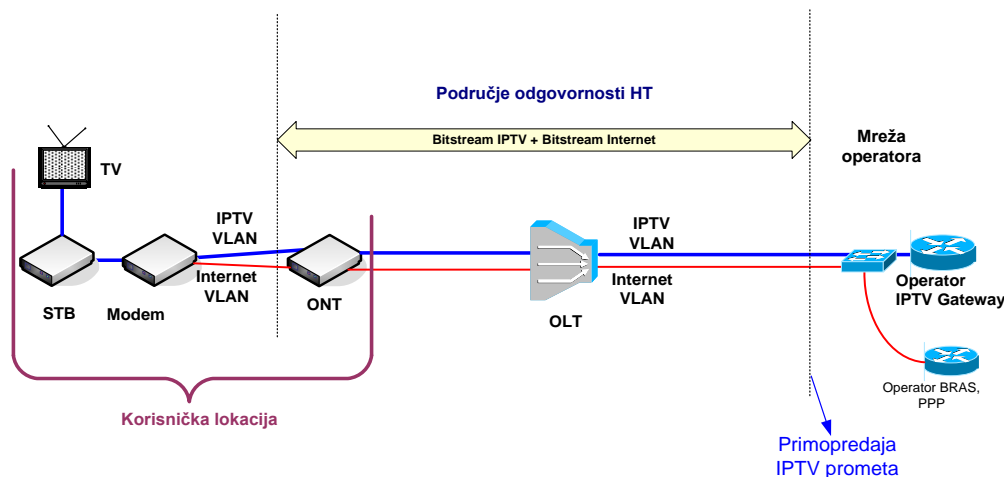 Područje odgovornosti HT
Bitstream IPTV + Bitstream Internet
Mreža
operatora
TV
IPTV
VLAN
Internet
VLAN
STB
Modem
ONT
OLT
IPTV
VLAN
Internet
VLAN
Operator
IPTV Gateway
Operator BRAS,
PPP
Korisnička lokacija
Primopredaja
IPTV prometa